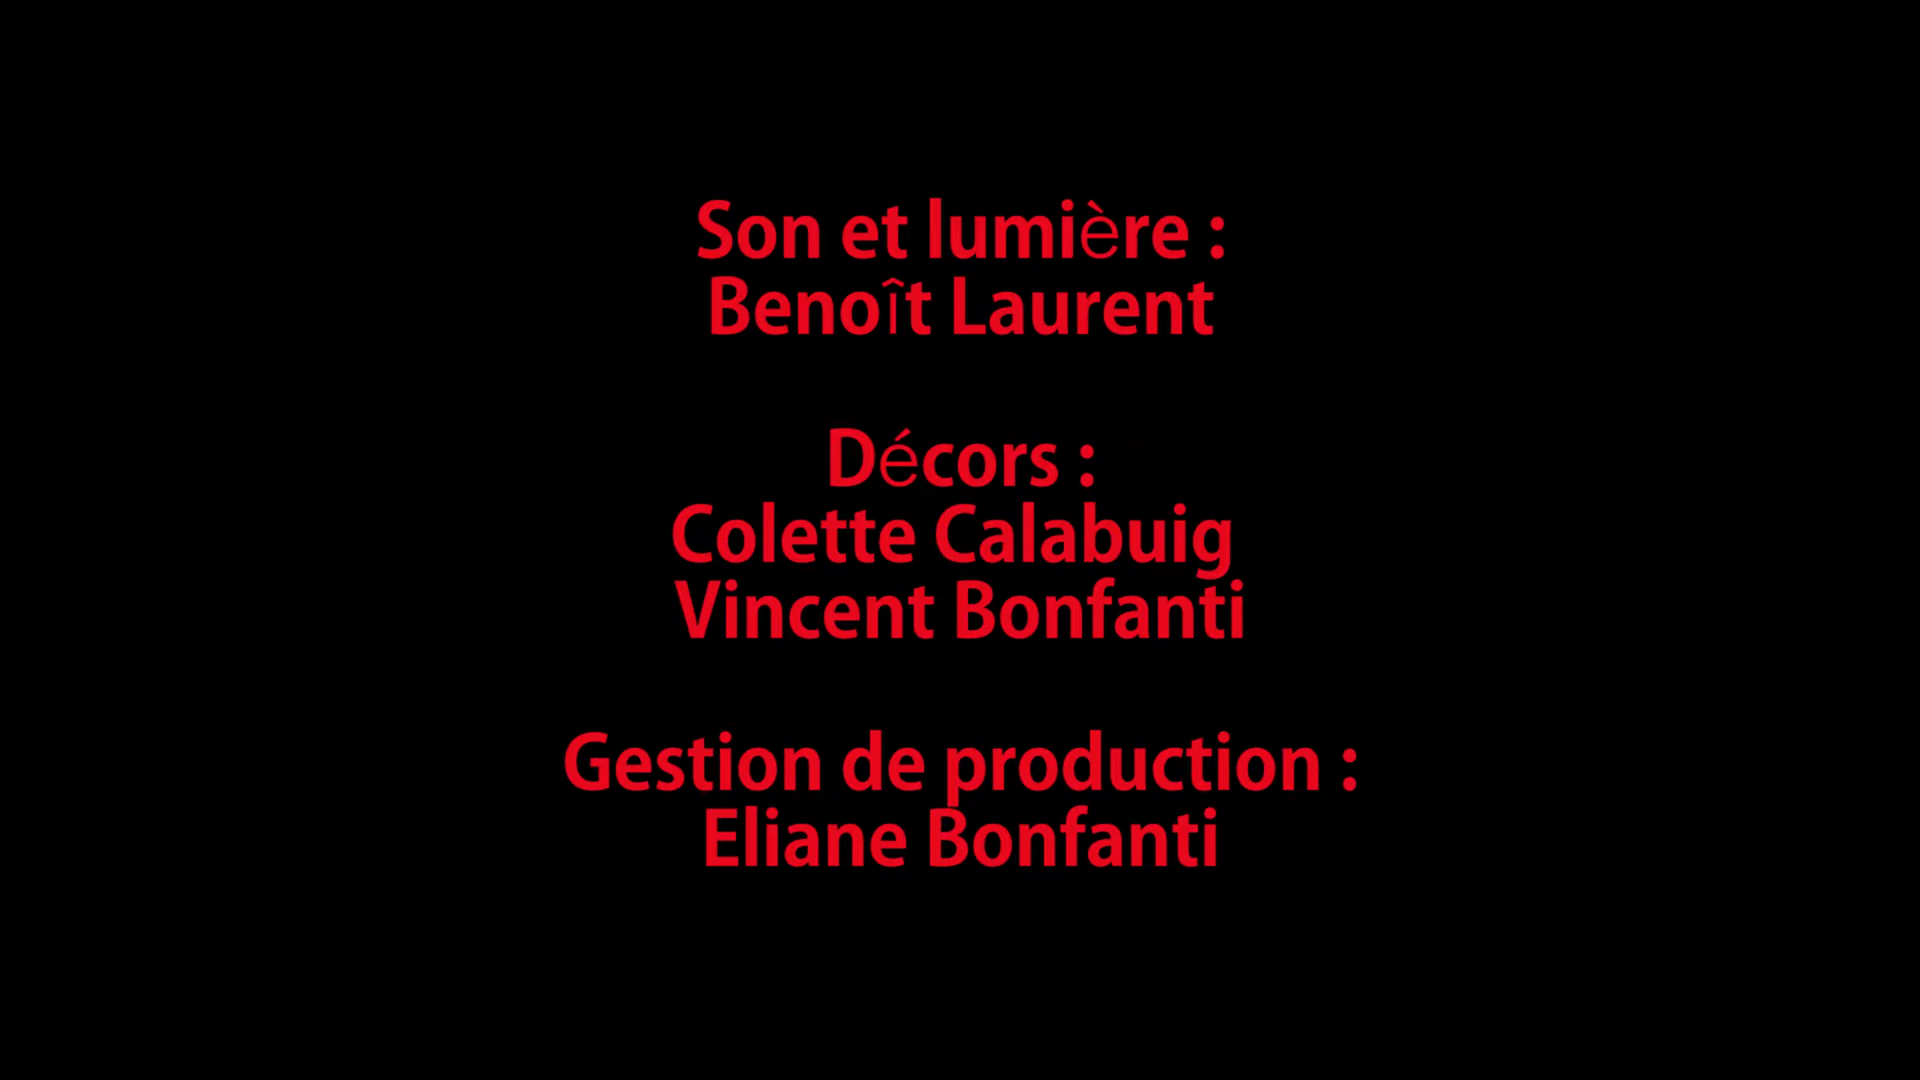 Son et lumière :
Benoît Laurent
Décors :
Colette Calabuig
Vincent Bonfanti
Gestion de production :
Eliane Bonfanti